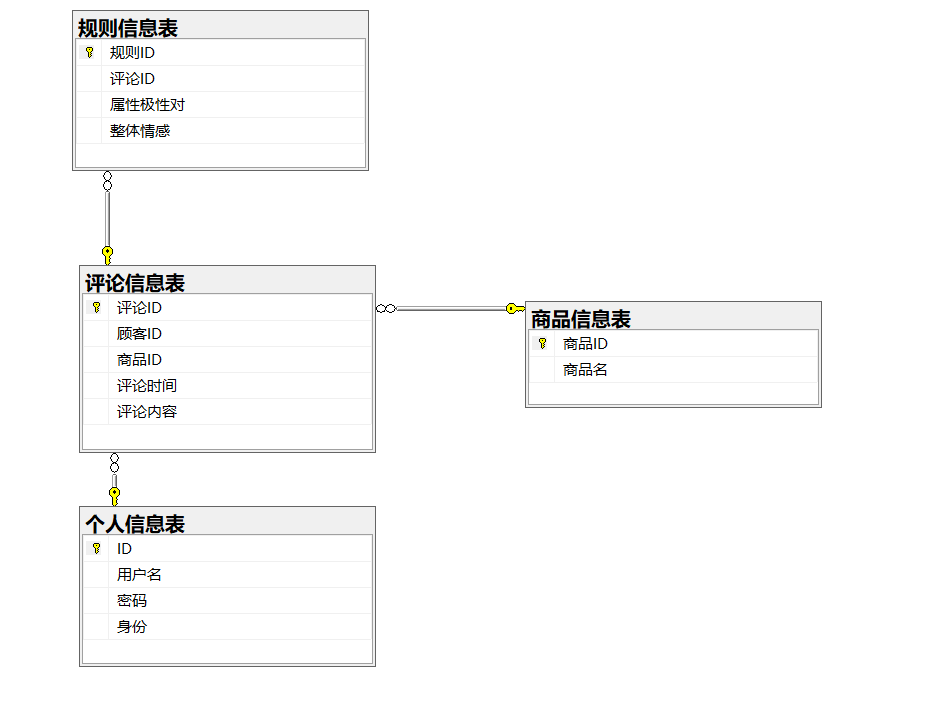 规则信息表
规则ID
评论ID
属性极性对
整体情感
评论信息表
评论ID
顾客ID
商品ID
评论时间
评论内容
商品信息表
商品ID
商品名
个人信息表
ID
用户名
密码
身份